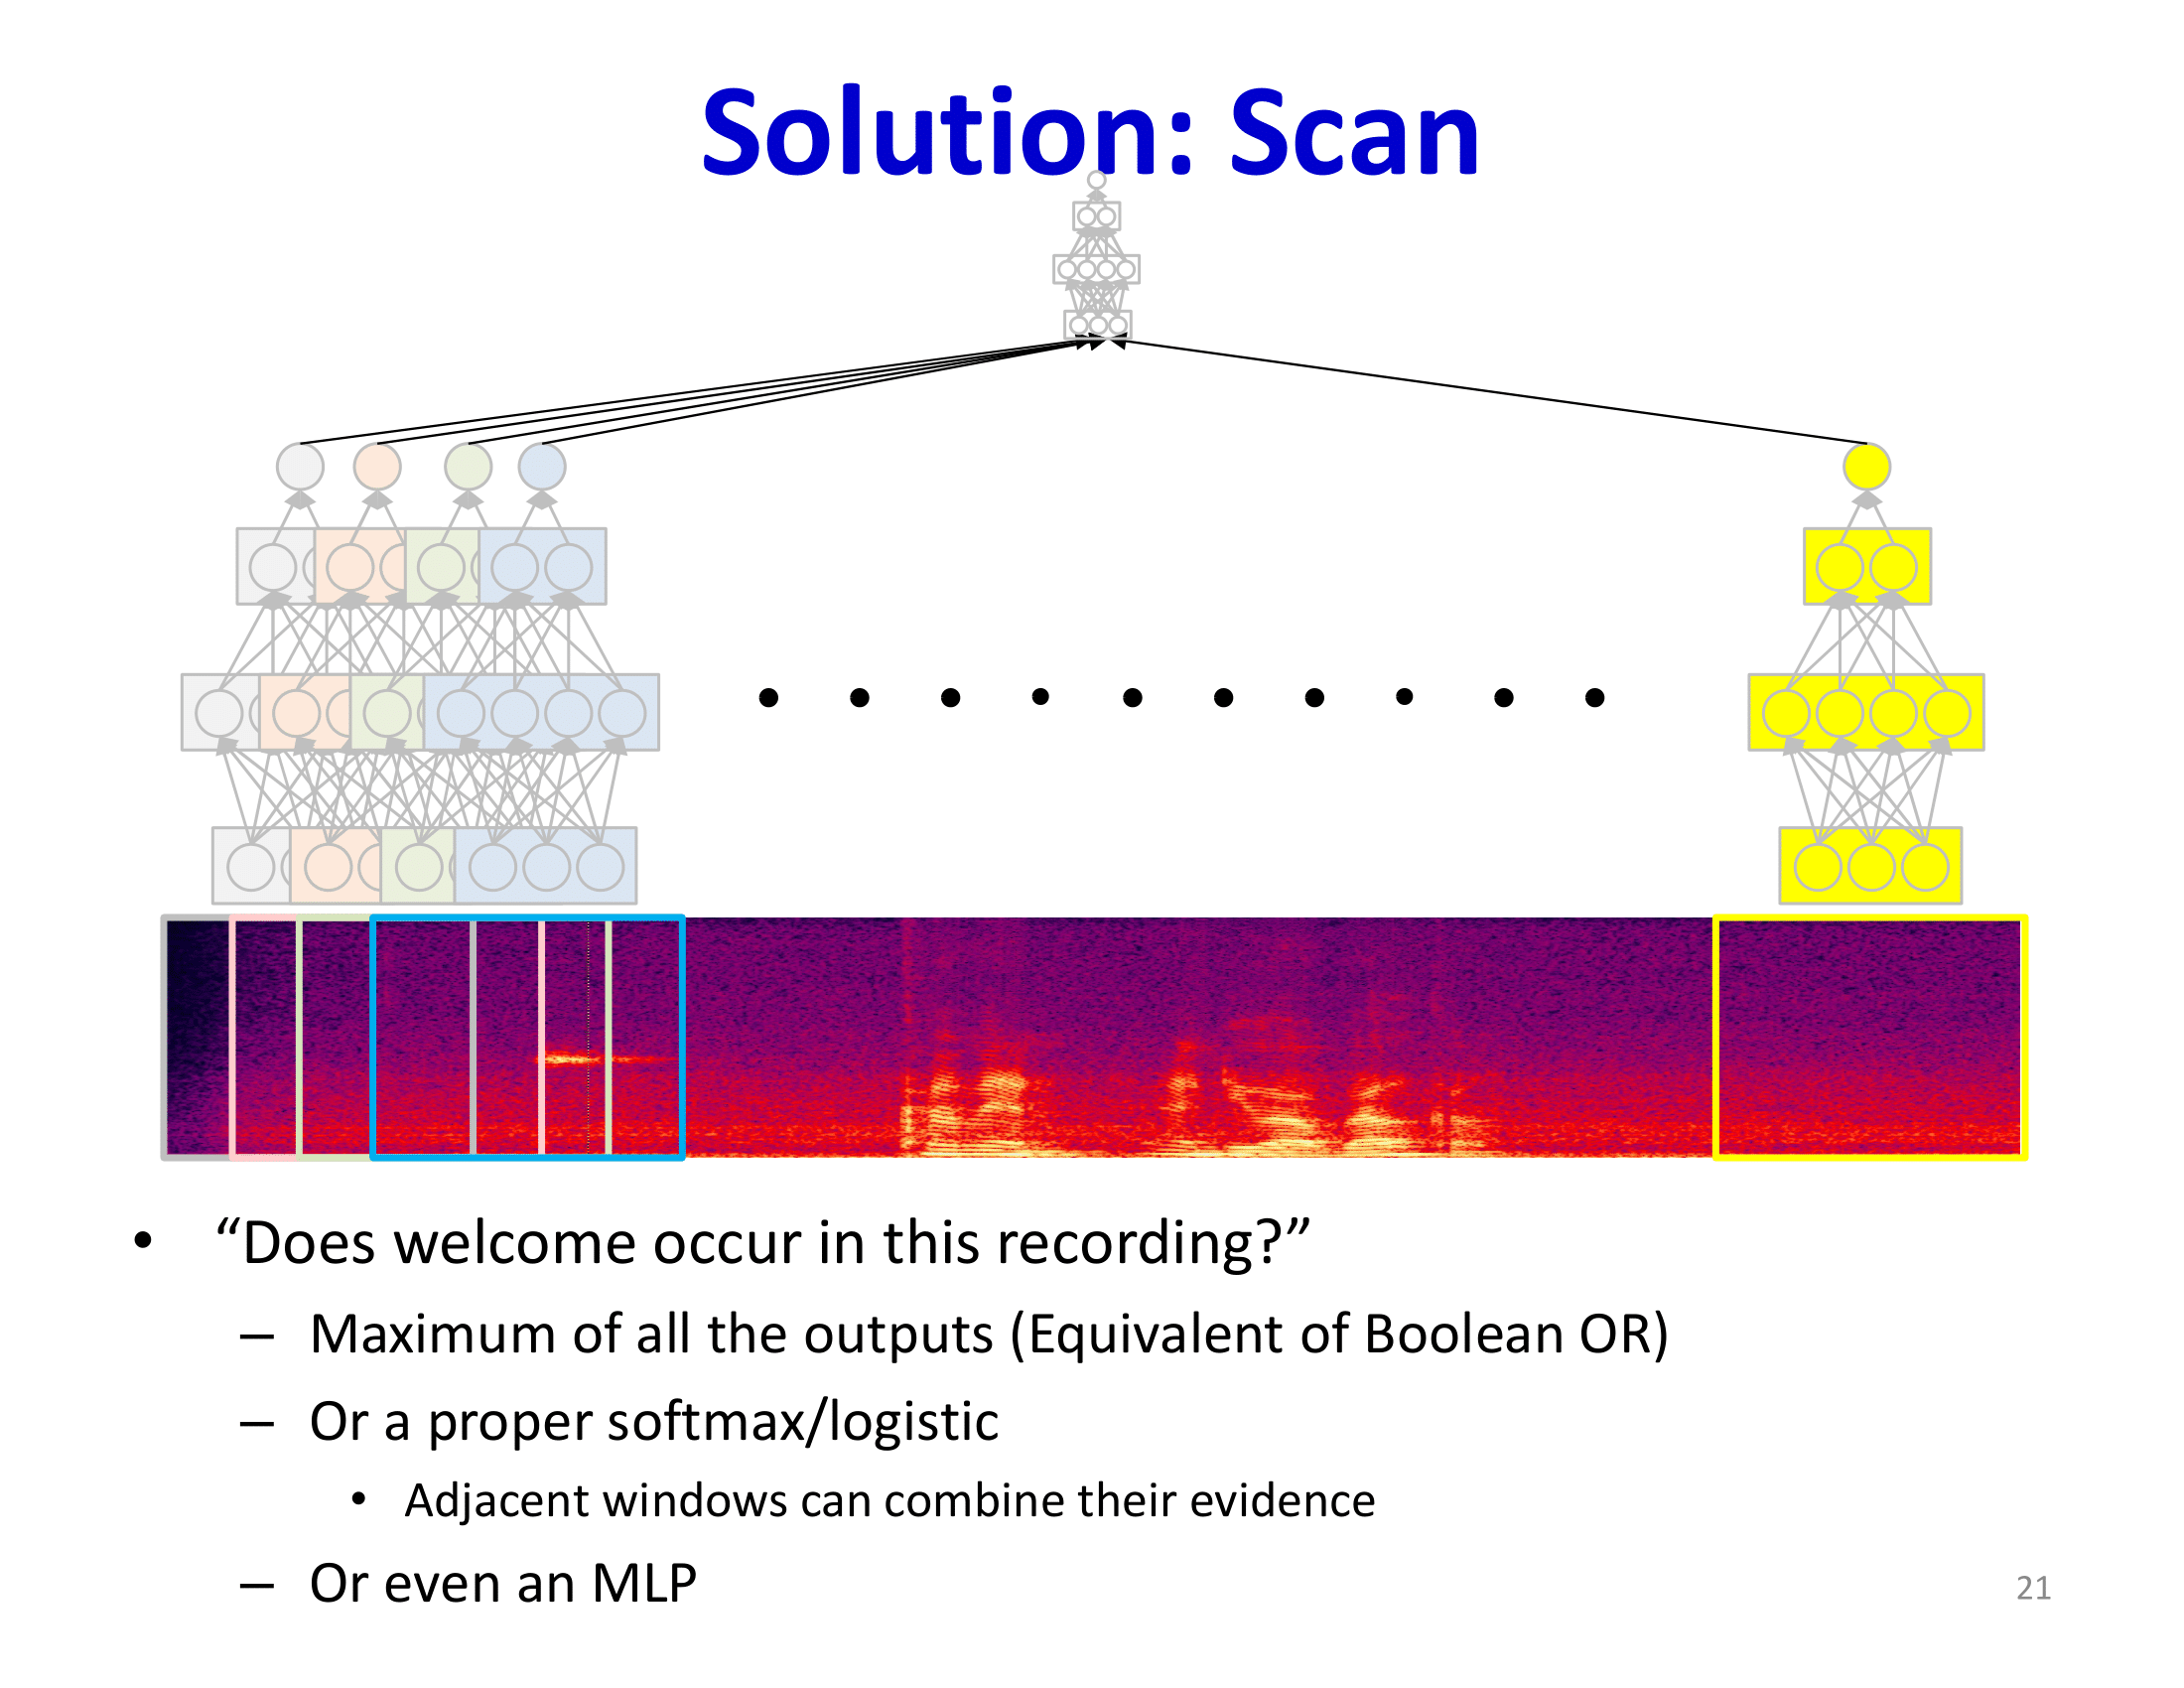 Solution: Scan
• “Does welcome occur in this recording?”
– Maximum of all the outputs (Equivalent of Boolean OR)
– Or a proper softmax/logistic
• Adjacent windows can combine their evidence
– Or even an MLP
21